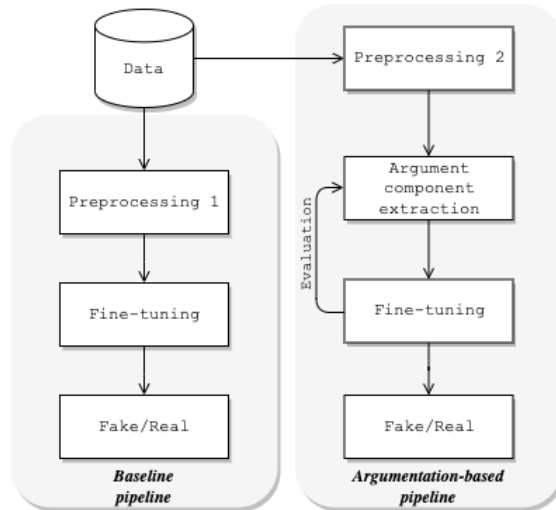 Data
Preprocessing 1
Fine-tuning
Fake/Real
Baseline
pipeline
Preprocessing 2
Argument
component
extraction
Evaluation
Fine-tuning
Fake/Real
Argumentation-based
pipeline